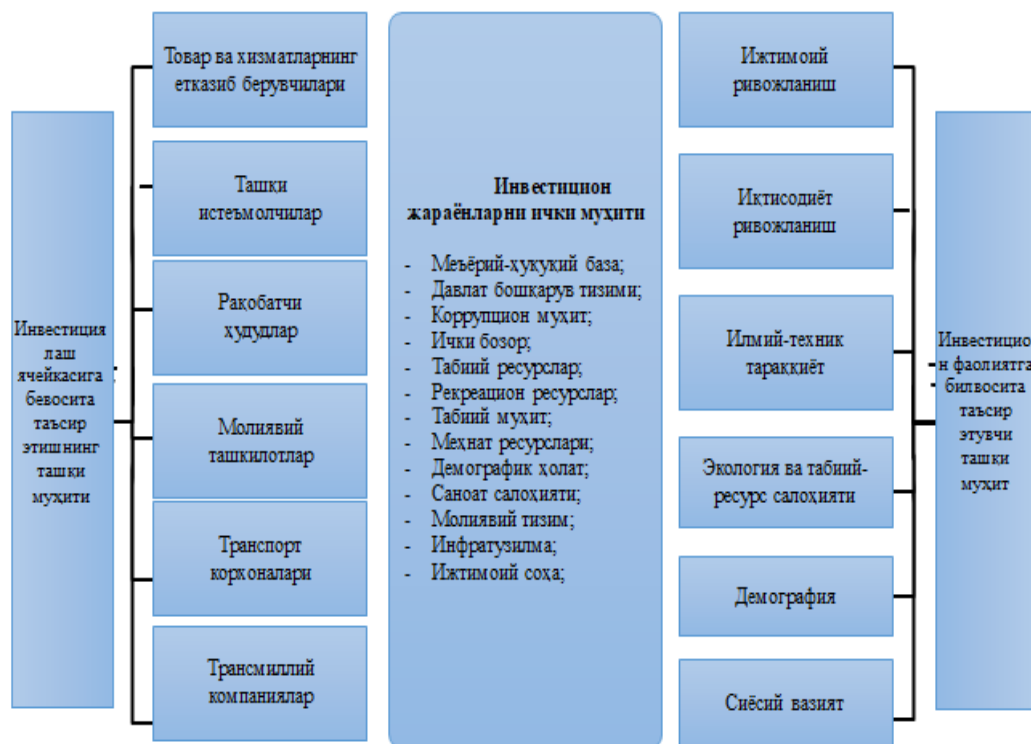 Инвестиция
лаш
ячейкасига
бевосита
таъсир
этишнинг
ташқи
муҳити
Товар ва хизматларнинг
етказиб берувчилари
Ташқи
истеъмолчилар
Рақобатчи
ҳудудлар
Молиявий
ташкилотлар
Транспорт
корхоналари
Трансмиллий
компаниялар
Инвестицион
жараёнларни ички муҳити
- Меъёрий-ҳуқуқий база;
- Давлат бошқарув тизими;
- Коррупцион муҳит;
- Ички бозор;
- Табиий ресурслар;
- Рекреацион ресурслар;
- Табиий муҳит;
- Меҳнат ресурслари;
- Демографик ҳолат;
- Саноат салоҳияти;
- Молиявий тизим;
- Инфратузилма;
- Ижтимоий соҳа;
Ижтимоий
ривожланиш
Иқтисодиёт
ривожланиш
Илмий-техник
тараққиёт
Экология ва табиий-
ресурс салоҳияти
Демография
Сиёсий вазият
Инвестицио
н фаолиятга
билвосита
таъсир
этувчи
ташқи
муҳит